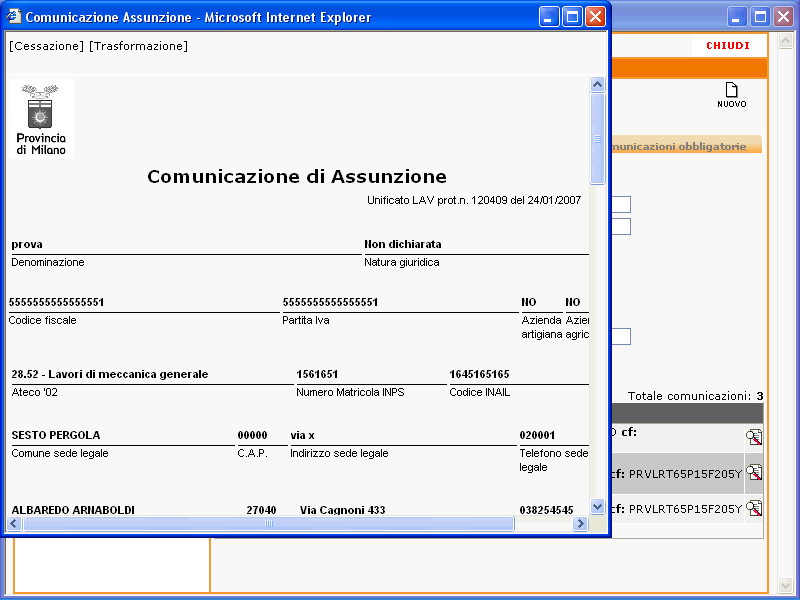 Comunicazione Assunzione - Microsoft Internet Explorer
[Cessazione] [Trasformazione]
CHIUDI
NUOVO
Provincia
di Milano
municazioni obbligatorie
Comunicazione di Assunzione
Unificato LAV prot.n. 120409 del 24/01/2007
prova Non dichiarata
Denominazione Natura giuridica
5555555555555551 5555555555555551 NO NO
Codice fiscale Partita Iva Azienda Azien
artigiana agric
28.52 - Lavori di meccanica generale 1561651 1645165165
Ateco '02 Numero Matricola INPS Codice INAIL
Totale comunicazioni: 3
SESTO PERGOLA 00000 via x 020001
Comune sede legale C.A.P. Indirizzo sede legale Telefono sede
legale
cf:
cf: PRVLRT65P15F205Y
ALBAREDO ARNABOLDI 27040 Via Cagnoni 433 038254545
cf: PRVLRT65P15F205Y